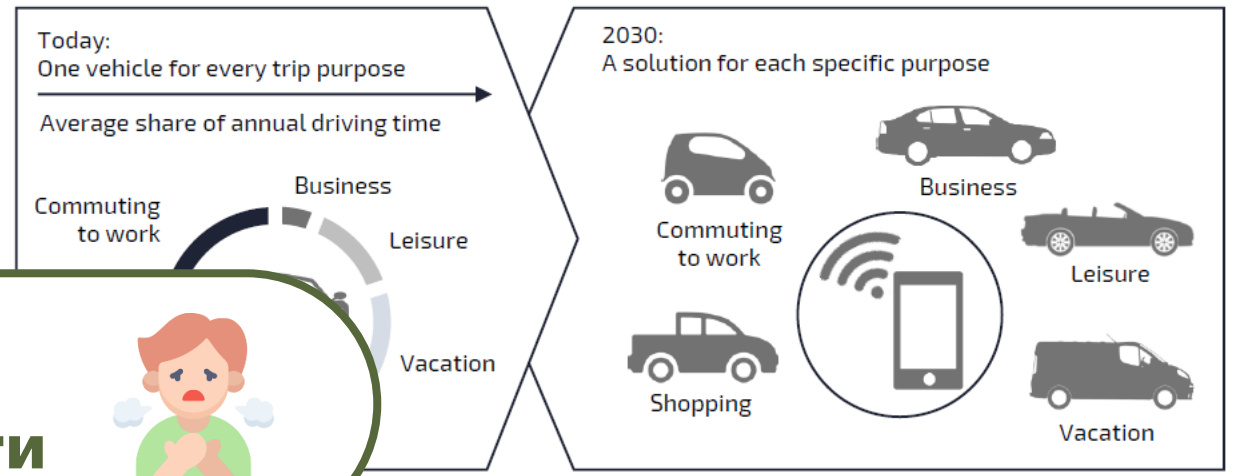 Today:
One vehicle for every trip purpose
Average share of annual driving time
Business
Commuting
to work
Leisure
Vacation
2030:
A solution for each specific purpose
Business
Commuting
to work
Leisure
Shopping
Vacation